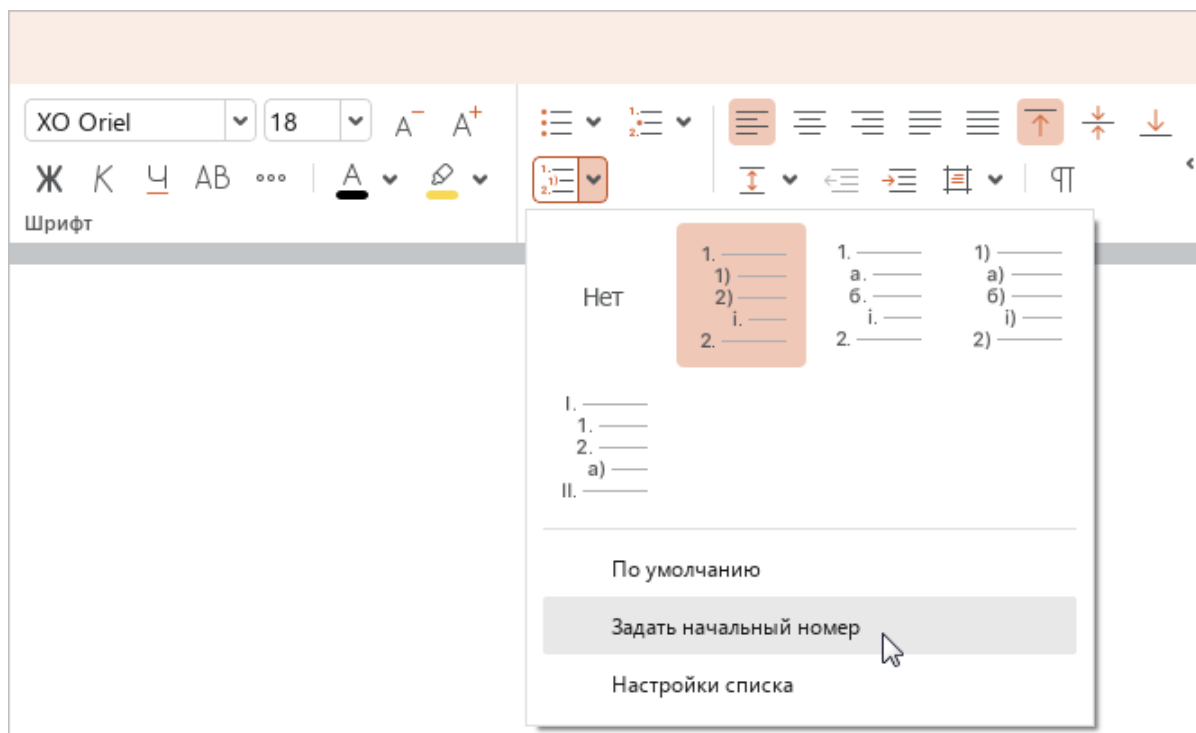 XO Oriel 18 A− A+
Ж К Ч АВ А ¶
Шрифт
Нет
1.
1)
2)
i.
2.
1.
а.
б.
i.
2.
1)
а)
б)
i)
2)
I.
1.
2.
а)
II.
По умолчанию
Задать начальный номер
Настройки списка